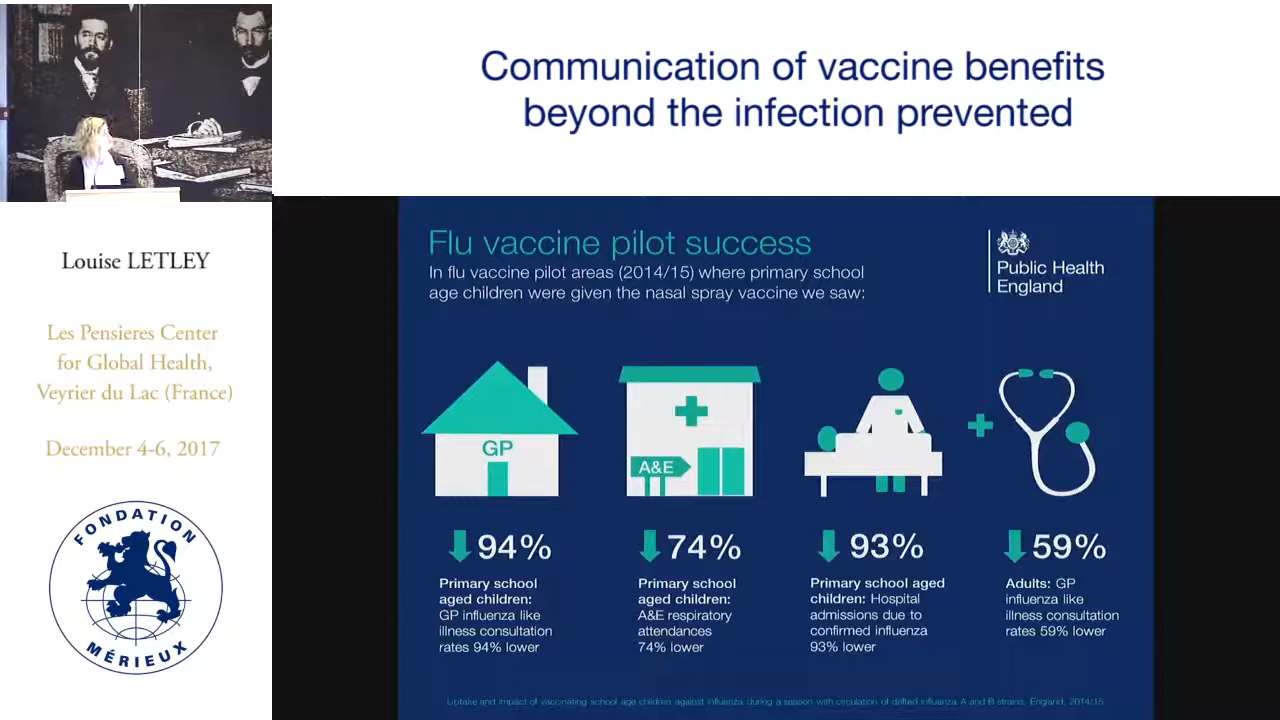 Communication of vaccine benefits
beyond the infection prevented
Louise LETLEY
Les Pensieres Center
for Global Health,
Veyrier du Lac (France)
December 4-6, 2017
FONDATION
MÉRIEUX
Flu vaccine pilot success
In flu vaccine pilot areas (2014/15) where primary school
age children were given the nasal spray vaccine we saw:
Public Health
England
GP
A&E
94%
Primary school
aged children:
GP influenza like
illness consultation
rates 94% lower
74%
Primary school
aged children:
A&E respiratory
attendances
74% lower
93%
Primary school aged
children: Hospital
admissions due to
confirmed influenza
93% lower
59%
Adults: GP
influenza like
illness consultation
rates 59% lower
Uptake and impact of vaccinating school age children against influenza during a season with circulation of drifted influenza A and B strains, England, 2014/15.